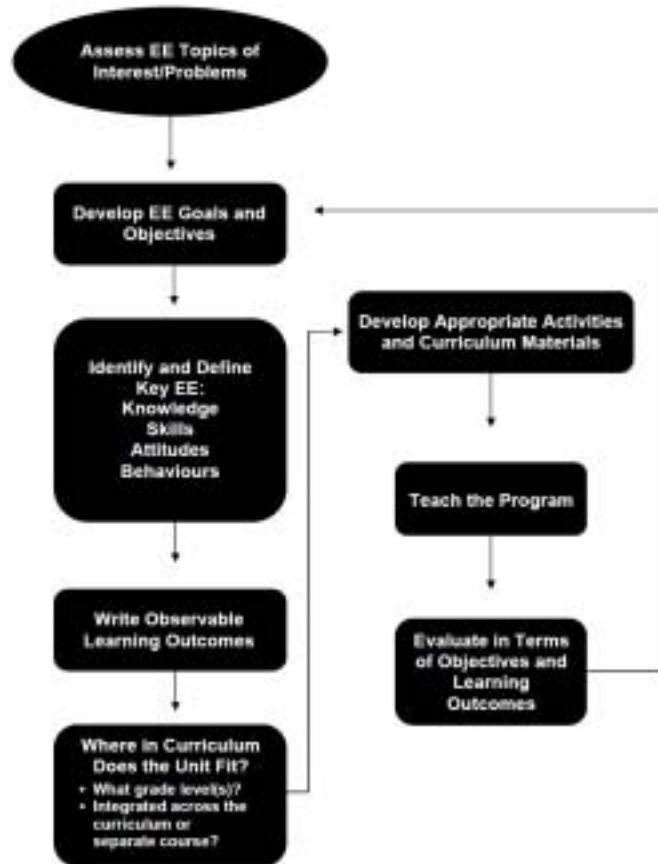 Assess EE Topics of
Interest/Problems
Develop EE Goals and
Objectives
Identify and Define
Key EE:
Knowledge
Skills
Attitudes
Behaviours
Write Observable
Learning Outcomes
Where in Curriculum
Does the Unit Fit?
• What grade level(s)?
• Integrated across the
curriculum or
separate course?
Develop Appropriate Activities
and Curriculum Materials
Teach the Program
Evaluate in Terms
of Objectives and
Learning
Outcomes